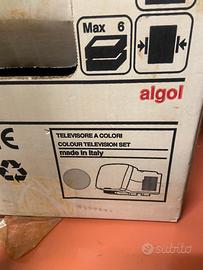 Max 6
algol
CE
TELEVISORE A COLORI
COLOUR TELEVISION SET
made in Italy
subito